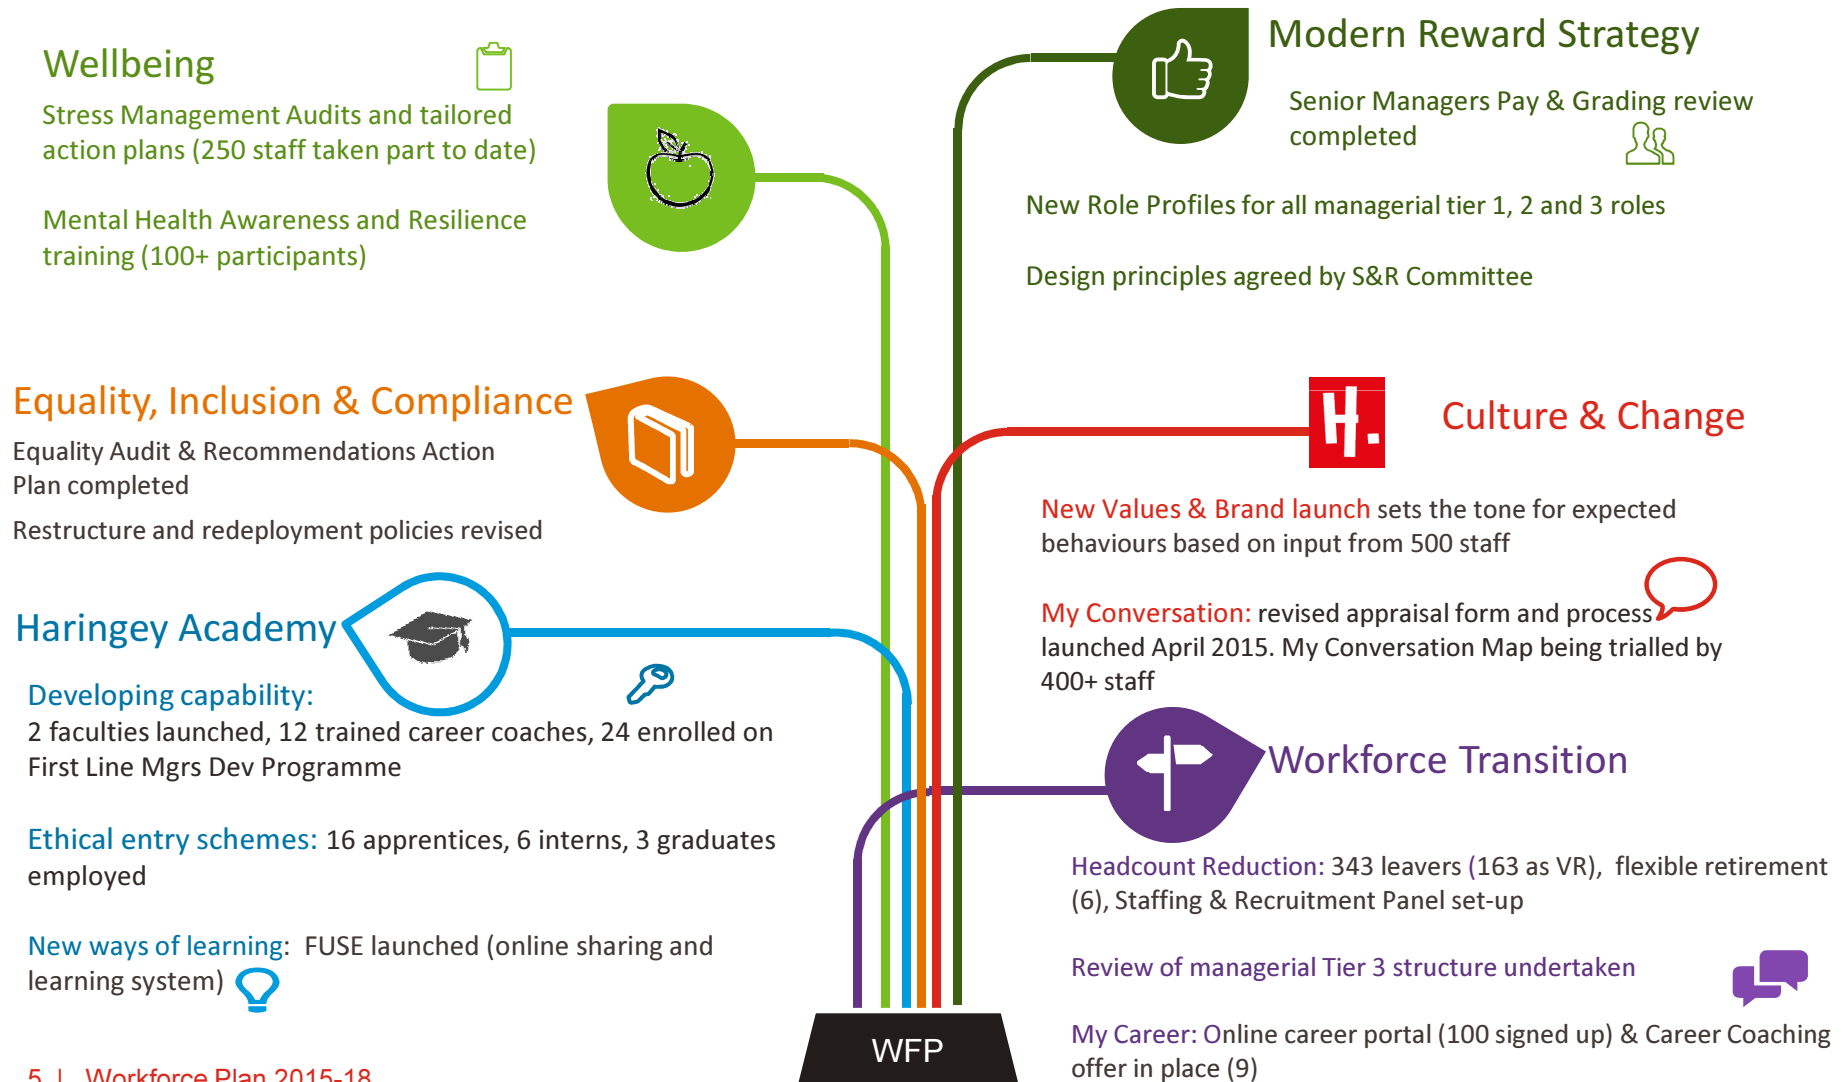 Wellbeing
Stress Management Audits and tailored
action plans (250 staff taken part to date)
Mental Health Awareness and Resilience
training (100+ participants)
Equality, Inclusion & Compliance
Equality Audit & Recommendations Action
Plan completed
Restructure and redeployment policies revised
Haringey Academy
Developing capability:
2 faculties launched, 12 trained career coaches, 24 enrolled on
First Line Mgrs Dev Programme
Ethical entry schemes: 16 apprentices, 6 interns, 3 graduates
employed
New ways of learning: FUSE launched (online sharing and
learning system)
Modern Reward Strategy
Senior Managers Pay & Grading review
completed
New Role Profiles for all managerial tier 1, 2 and 3 roles
Design principles agreed by S&R Committee
H.
Culture & Change
New Values & Brand launch sets the tone for expected
behaviours based on input from 500 staff
My Conversation: revised appraisal form and process
launched April 2015. My Conversation Map being trialled by
400+ staff
Workforce Transition
Headcount Reduction: 343 leavers (163 as VR), flexible retirement
(6), Staffing & Recruitment Panel set-up
Review of managerial Tier 3 structure undertaken
My Career: Online career portal (100 signed up) & Career Coaching
offer in place (9)
WFP
5 | Workforce Plan 2015-18